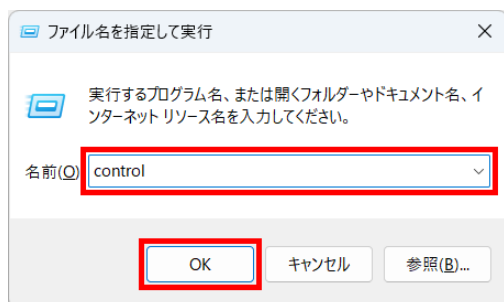 ファイル名を指定して実行
実行するプログラム名、または開くフォルダーやドキュメント名、イ
ンターネット リソース名を入力してください。
名前(O) control
OK キャンセル 参照(B)...